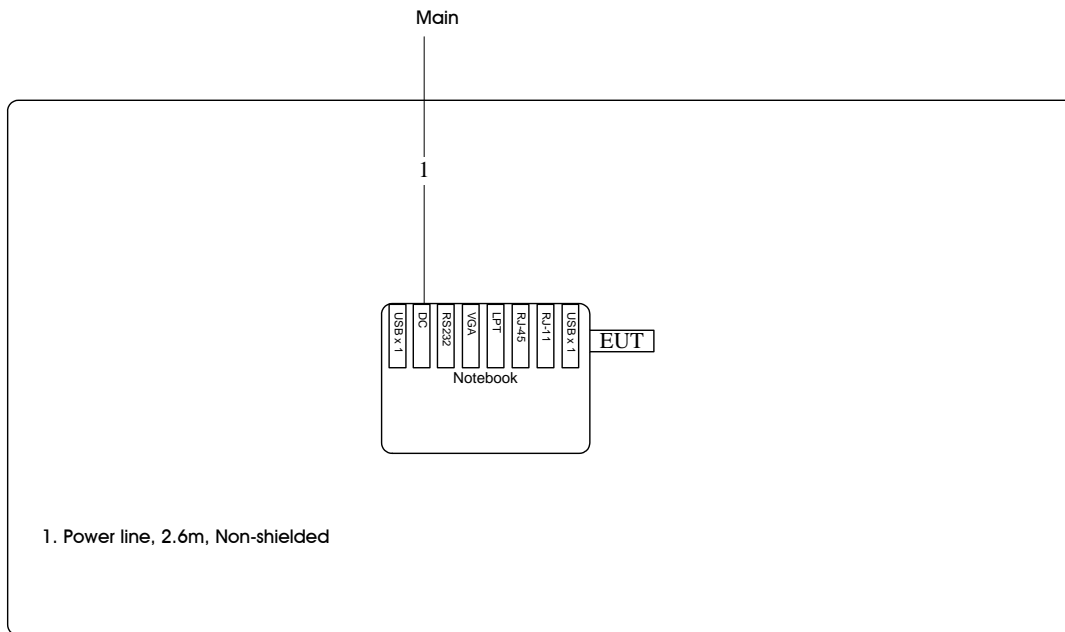 Main
1
USB x 1
DC
RS232
VGA
LPT
RJ-45
RJ-11
USB x 1
EUT
Notebook
1. Power line, 2.6m, Non-shielded